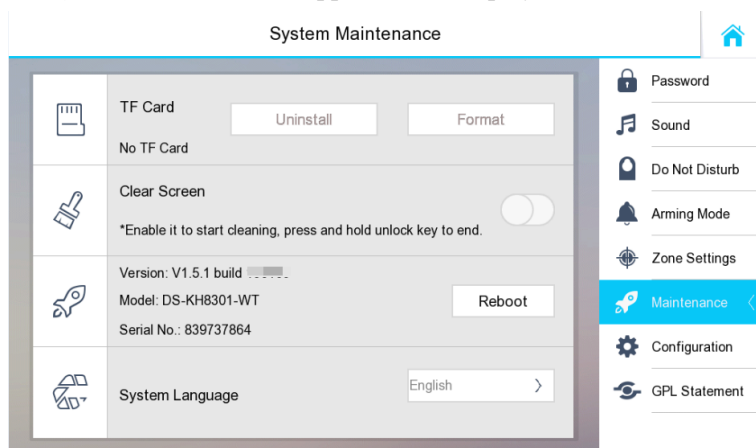 System Maintenance
TF Card
Uninstall
Format
No TF Card
Clear Screen
*Enable it to start cleaning, press and hold unlock key to end.
Version: V1.5.1 build
Model: DS-KH8301-WT
Reboot
Serial No.: 839737864
System Language
English
Password
Sound
Do Not Disturb
Arming Mode
Zone Settings
Maintenance
Configuration
GPL Statement